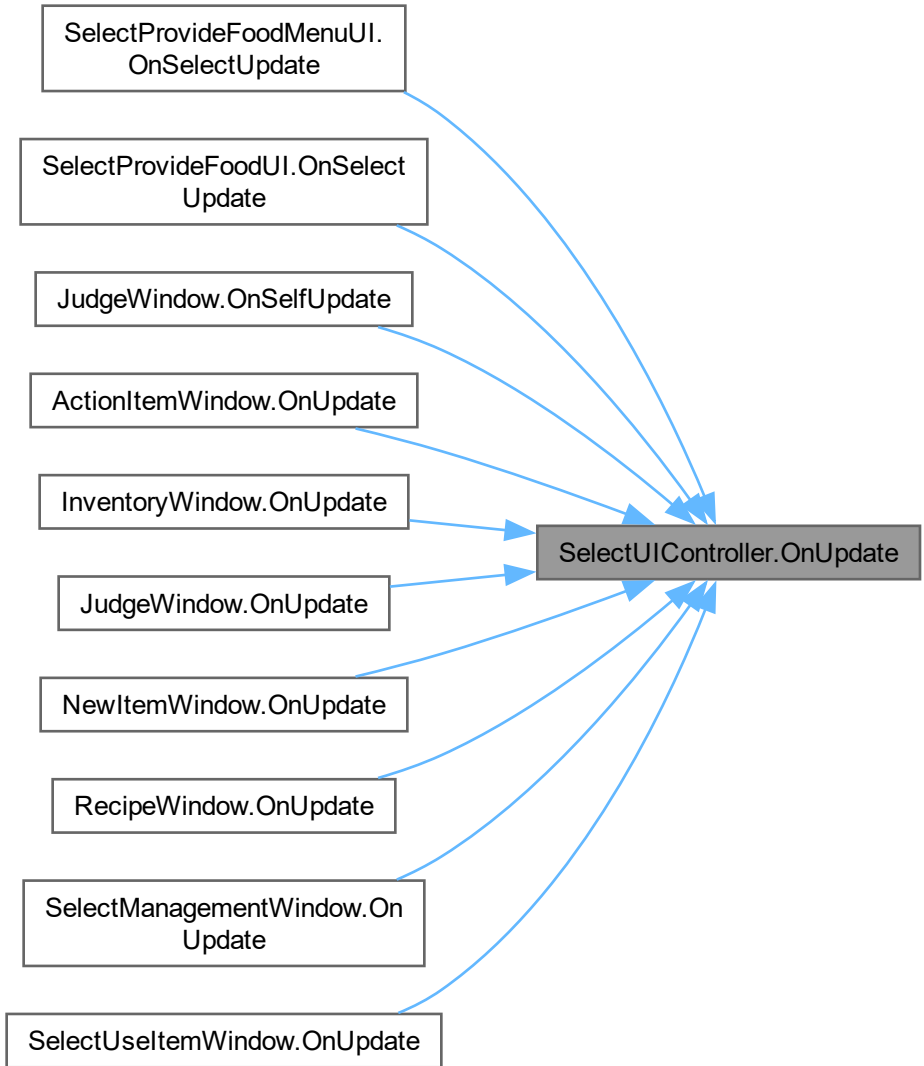 SelectProvideFoodMenuUI.
OnSelectUpdate
SelectProvideFoodUI.OnSelect
Update
JudgeWindow.OnSelfUpdate
ActionItemWindow.OnUpdate
InventoryWindow.OnUpdate
SelectUIController.OnUpdate
JudgeWindow.OnUpdate
NewItemWindow.OnUpdate
RecipeWindow.OnUpdate
SelectManagementWindow.On
Update
SelectUseItemWindow.OnUpdate